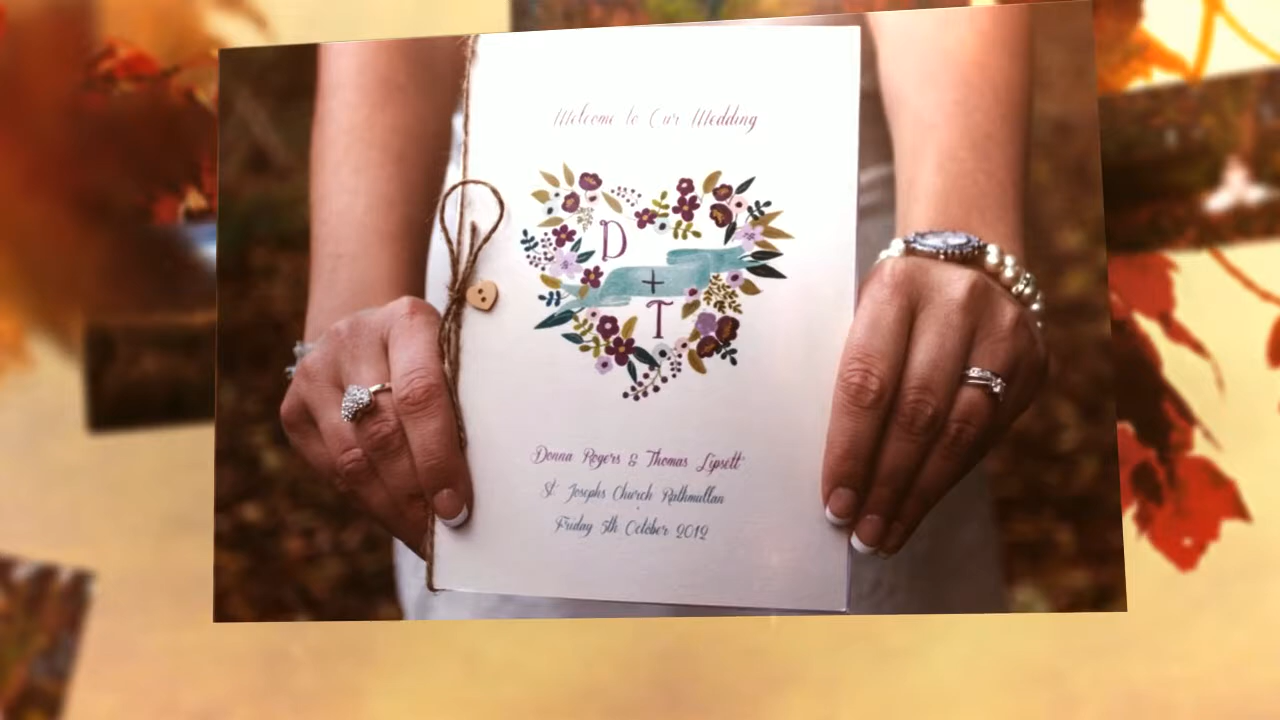 Welcome to Our Wedding
D
+
T
Donna Rogers & Thomas Lipsett
St. Josephs Church Rathmullan
Friday 5th October 2012